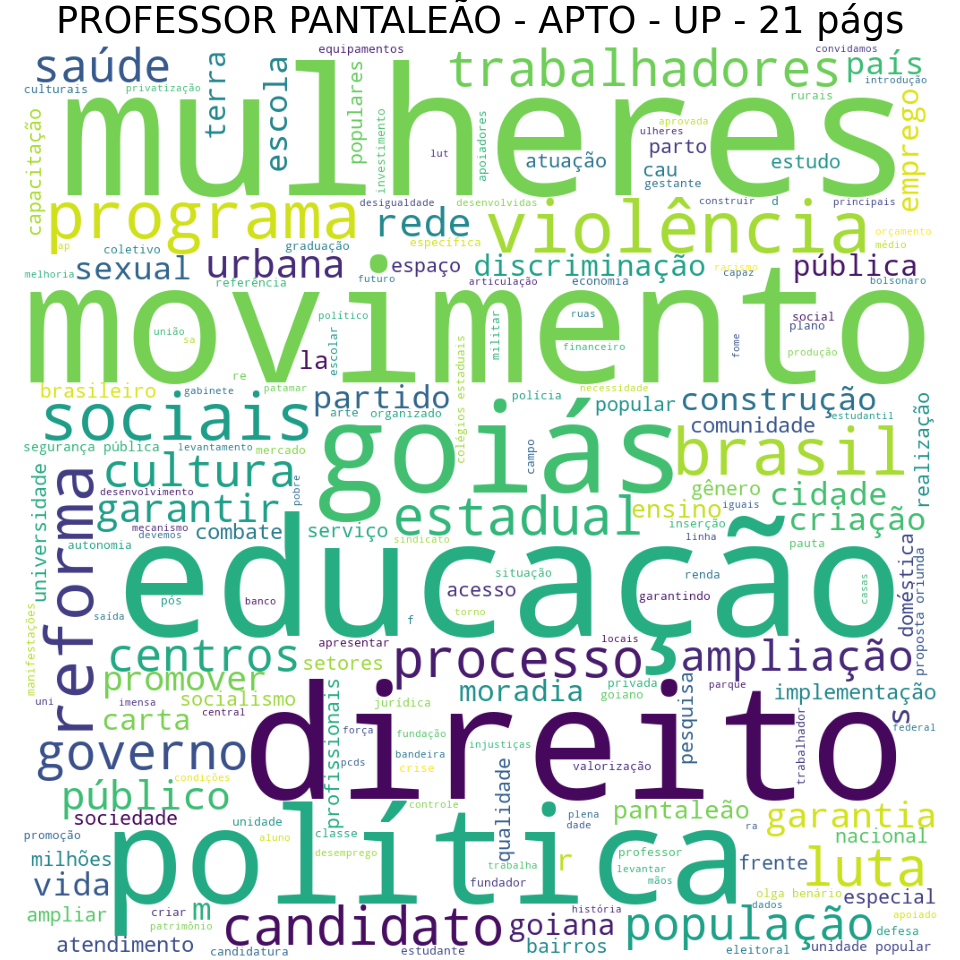 PROFESSOR PANTALEÃO - APTO - UP - 21 págs
equipamentos
convidamos
saúde
trabalhadores
país
introdução
culturais
privatização
terra
escola
populares
mulheres
rurais
emprego
capacitação
investimento
apoiadores
aprovada
ulheres
parto
lut
atuação
cau
estudo
gestante
programa
desigualdade
desenvolvidas
construir
d
principais
rede
violência
orçamento
médio
ap
coletivo
graduação
específica
melhoria
sexual
urbana
espaço
discriminação
racismo
capaz
pública
referência
futuro
articulação
economia
bolsonaro
movimento
político
ruas
social
plano
união
sa
escolar
militar
la
financeiro
fome
produção
re
brasileiro
gabinete
patamar
partido
polícia
necessidade
popular
construção
sociais
arte
organizado
colégios estaduais
estudantil
comunidade
realização
segurança pública
levantamento
mercado
goiás
campo
brasil
cultura
pobre
gênero
cidade
desenvolvimento
garantir
estadual
ensino
iguais
criação
reforma
universidade
mecanismo
devemos
combate
serviço
sindicato
inserção
linha
pauta
autonomia
educação
situação
renda
doméstica
proposta oriunda
pós
banco
acesso
garantindo
casas
saída
f
torno
manifestações
apresentar
locais
centros
setores
processo
ampliação
promover
socialismo
moradia
privada
goiano
parque
implementação
uni
imensa
profissionais
jurídica
pesquisa
carta
central
direito
s
força
fundação
trabalhador
federal
governo
bandeira
injustiças
pcds
crise
valorização
condições
qualidade
público
controle
plena
dade
pantaleão
garantia
sociedade
unidade
ra
promoção
aluno
classe
nacional
política
milhões
desemprego
professor
frente
luta
trabalha
levantar
r
vida
fundador
mãos
olga benário
especial
dados
ampliar
criar
m
história
apoiado
patrimônio
candidato
goiana
população
defesa
atendimento
candidatura
estudante
bairros
eleitoral
unidade popular